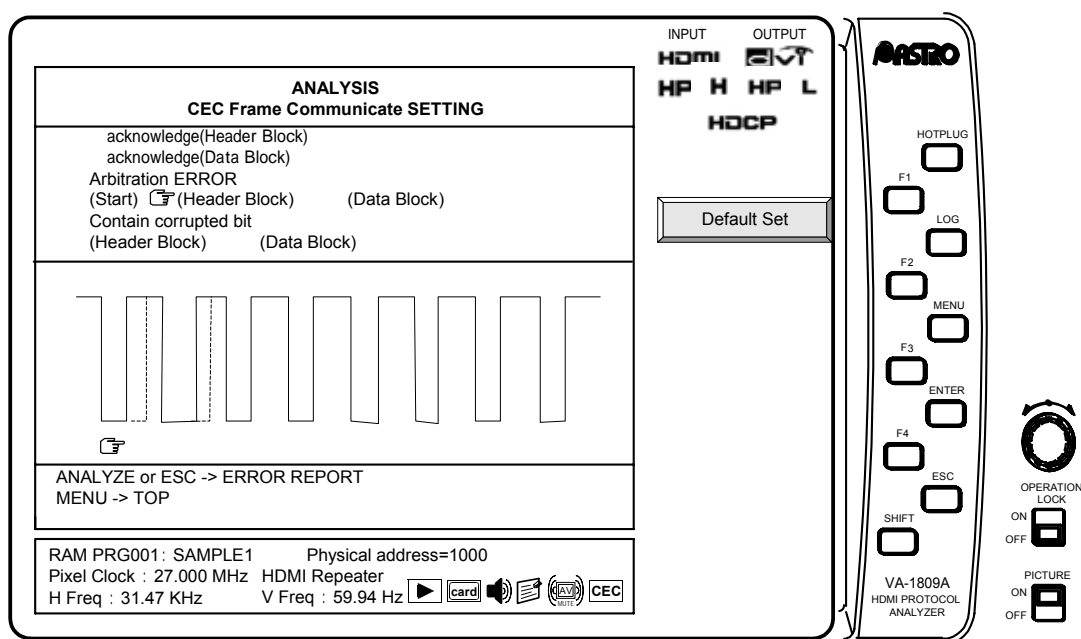 ANALYSIS
CEC Frame Communicate SETTING
acknowledge(Header Block)
acknowledge(Data Block)
Arbitration ERROR
(Start) (Header Block) (Data Block)
Contain corrupted bit
(Header Block) (Data Block)
ANALYZE or ESC -> ERROR REPORT
MENU -> TOP
RAM PRG001: SAMPLE1 Physical address=1000
Pixel Clock : 27.000 MHz HDMI Repeater
H Freq : 31.47 KHz V Freq : 59.94 Hz card AV MUTE CEC
INPUT OUTPUT
HDMI DVI
HP H HP L
HDCP
Default Set
ASTRO
HOTPLUG
F1
LOG
F2
MENU
F3
ENTER
F4
ESC
SHIFT
VA-1809A
HDMI PROTOCOL
ANALYZER
OPERATION
LOCK
ON
OFF
PICTURE
ON
OFF